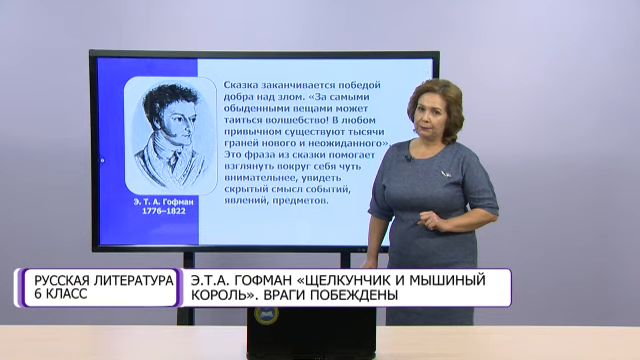 Сказка заканчивается победой
добра над злом. «За самыми
обыденными вещами может
таиться волшебство! В любом
привычном существуют тысячи
граней нового и неожиданного».
Это фраза из сказки помогает
взглянуть вокруг себя чуть
внимательнее, увидеть
скрытый смысл событий,
явлений, предметов.
Э. Т. А. Гофман
1776–1822
РУССКАЯ ЛИТЕРАТУРА
6 КЛАСС
Э.Т.А. ГОФМАН «ЩЕЛКУНЧИК И МЫШИНЫЙ
КОРОЛЬ». ВРАГИ ПОБЕЖДЕНЫ